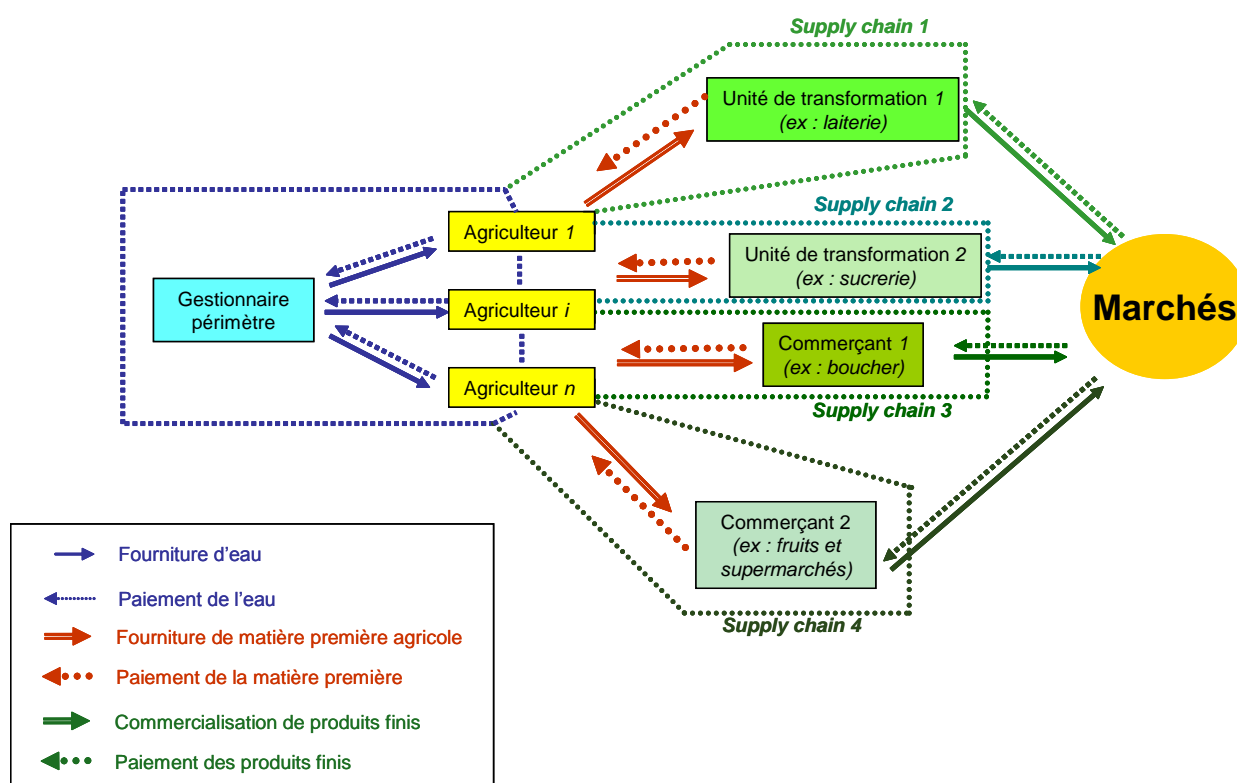 Supply chain 1
Unité de transformation 1
(ex : laiterie)
Supply chain 2
Agriculteur 1
Unité de transformation 2
(ex : sucrerie)
Gestionnaire
périmètre
Agriculteur i
Marchés
Commerçant 1
(ex : boucher)
Agriculteur n
Supply chain 3
Commerçant 2
(ex : fruits et
supermarchés)
Supply chain 4
Fourniture d'eau
Paiement de l'eau
Fourniture de matière première agricole
Paiement de la matière première
Commercialisation de produits finis
Paiement des produits finis